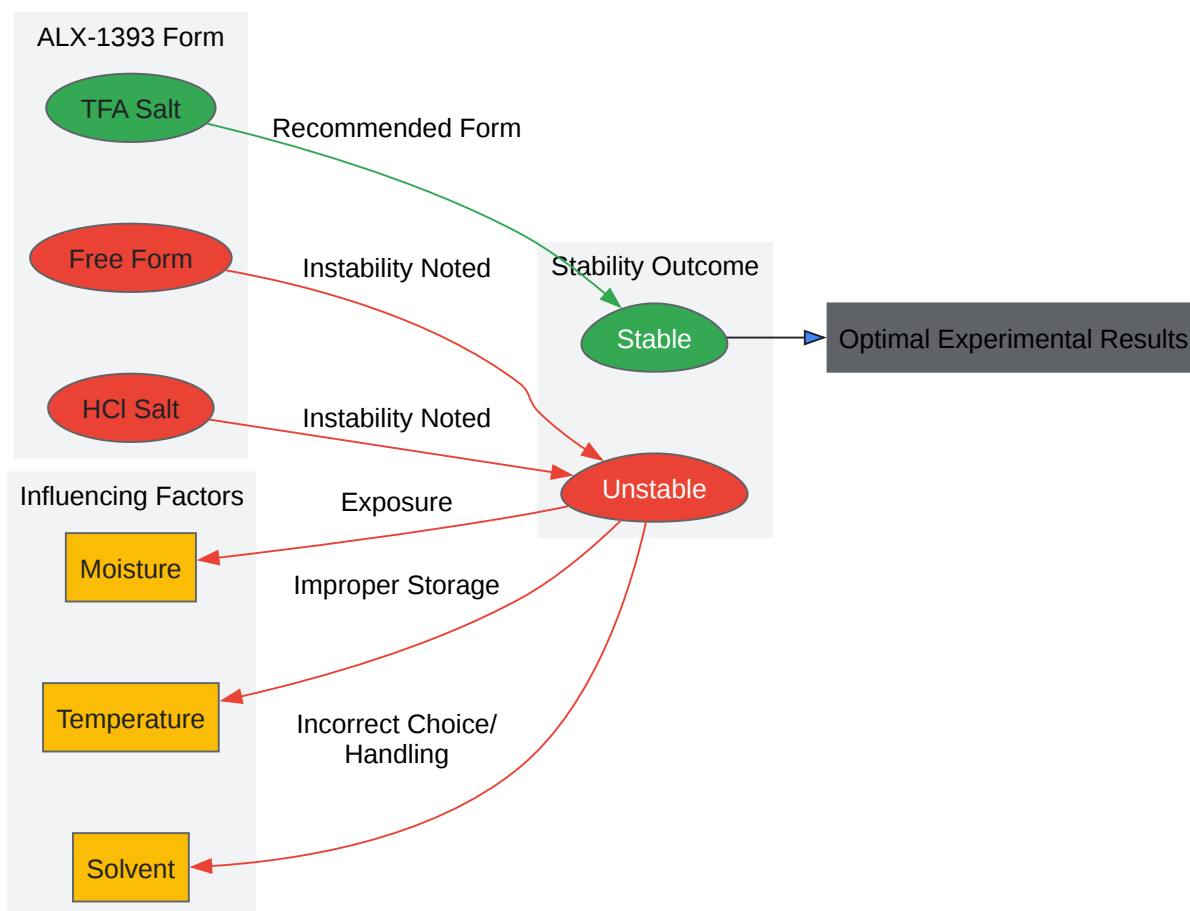 ALX-1393 Form
TFA Salt
Recommended Form
Free Form
Instability Noted
HCl Salt
Instability Noted
Stability Outcome
Stable
Optimal Experimental Results
Unstable
Influencing Factors
Exposure
Moisture
Improper Storage
Temperature
Incorrect Choice/
Handling
Solvent